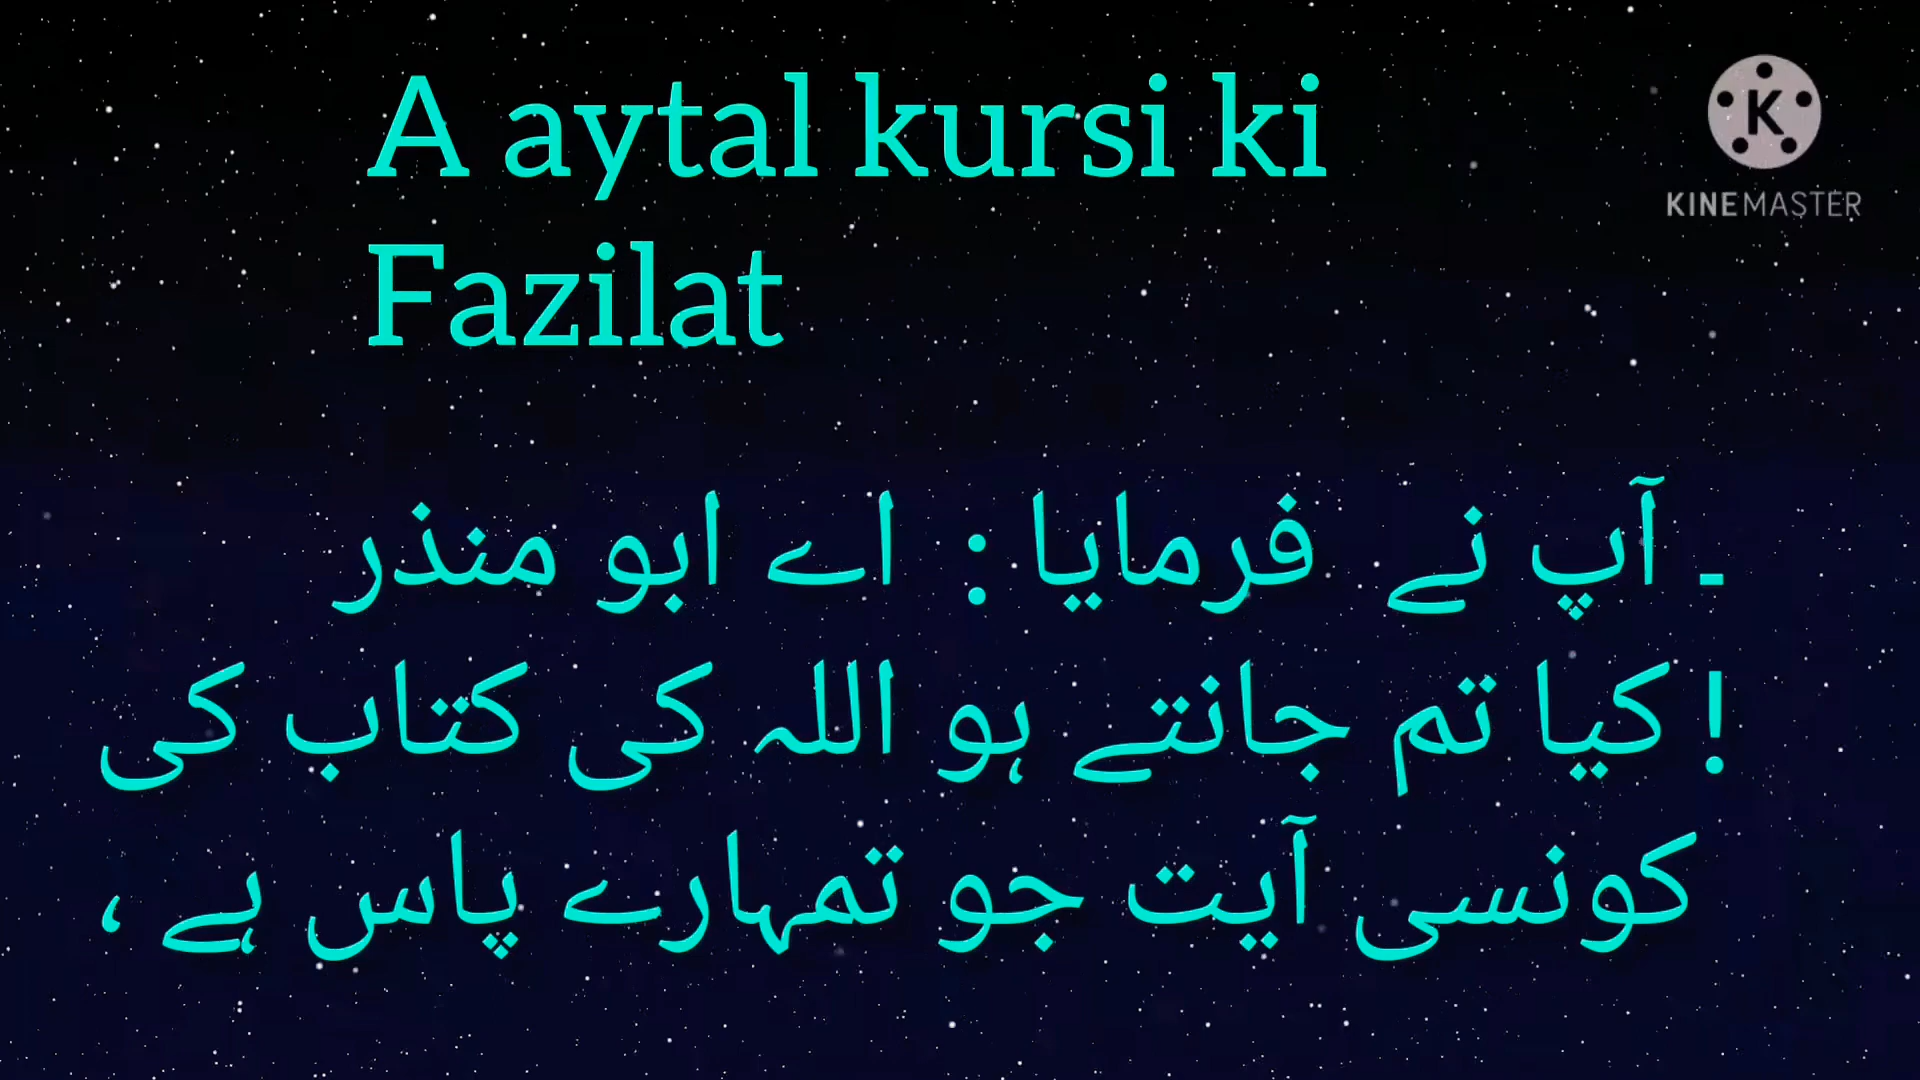 A aytal kursi ki
Fazilat
KINEMASTER
۔ آپ نے فرمایا : اے ابو منذر
! کیا تم جانتے ہو اللہ کی کتاب کی
کونسی آیت جو تمہارے پاس ہے ،